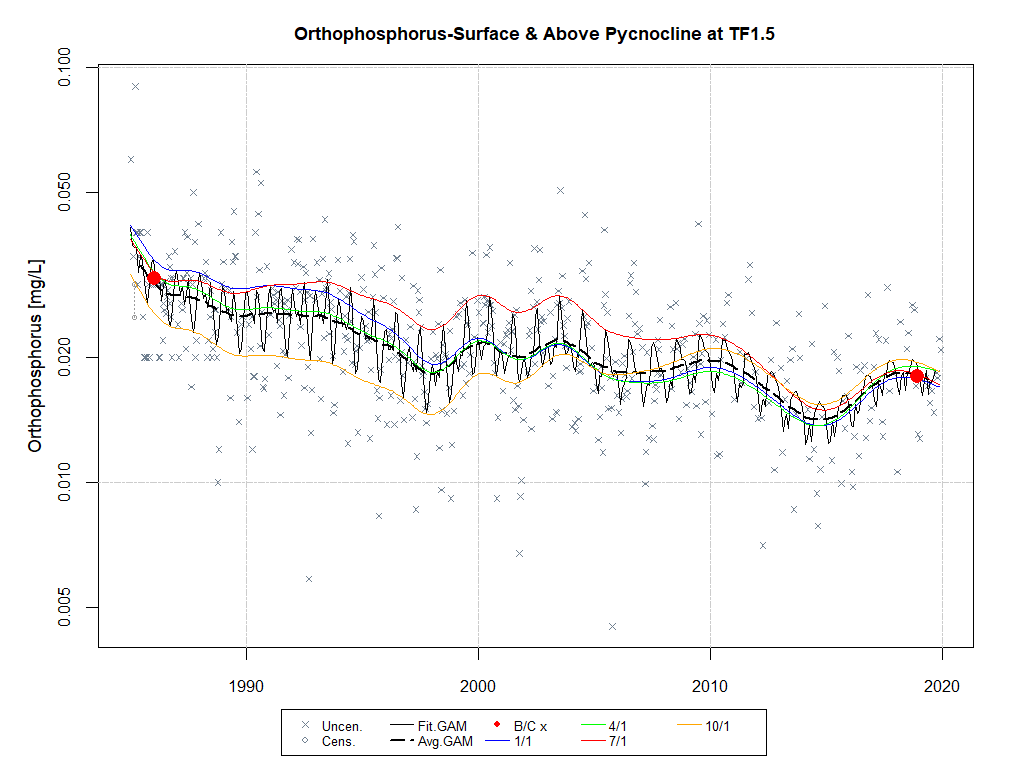 Orthophosphorus-Surface & Above Pycnocline at TF1.5
Orthophosphorus [mg/L]
0.100
0.050
0.020
0.010
0.005
1990 2000 2010 2020
Uncen. Fit.GAM B/C x 4/1 10/1
Cens. Avg.GAM 1/1 7/1